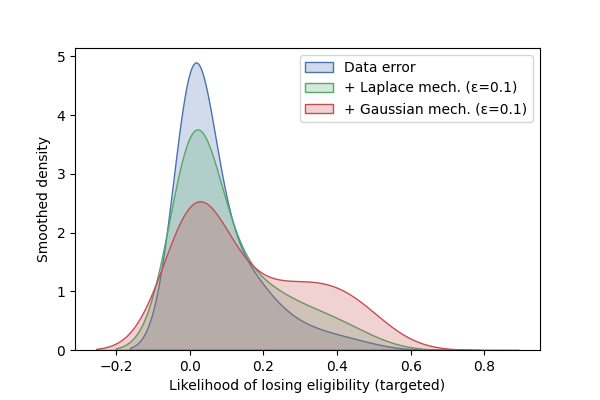 5
4
3
2
1
0
Smoothed density
Data error
+ Laplace mech. (ε=0.1)
+ Gaussian mech. (ε=0.1)
−0.2 0.0 0.2 0.4 0.6 0.8
Likelihood of losing eligibility (targeted)